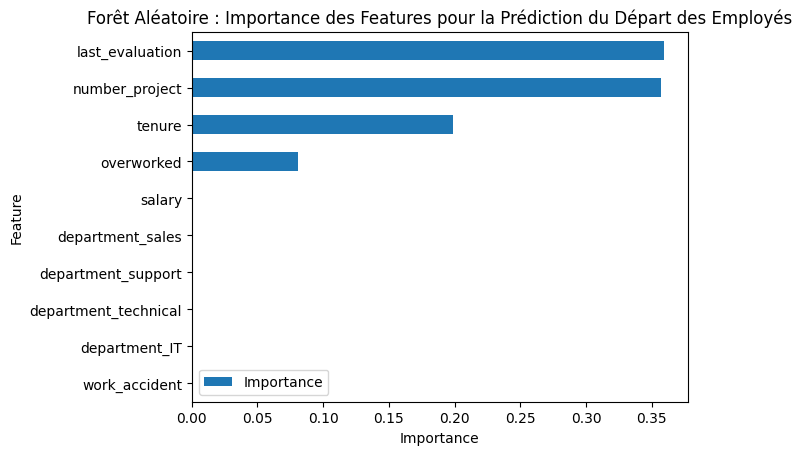 Forêt Aléatoire : Importance des Features pour la Prédiction du Départ des Employés
last_evaluation
number_project
tenure
overworked
salary
department_sales
department_support
department_technical
department_IT
work_accident
Feature
Importance
0.00 0.05 0.10 0.15 0.20 0.25 0.30 0.35
Importance